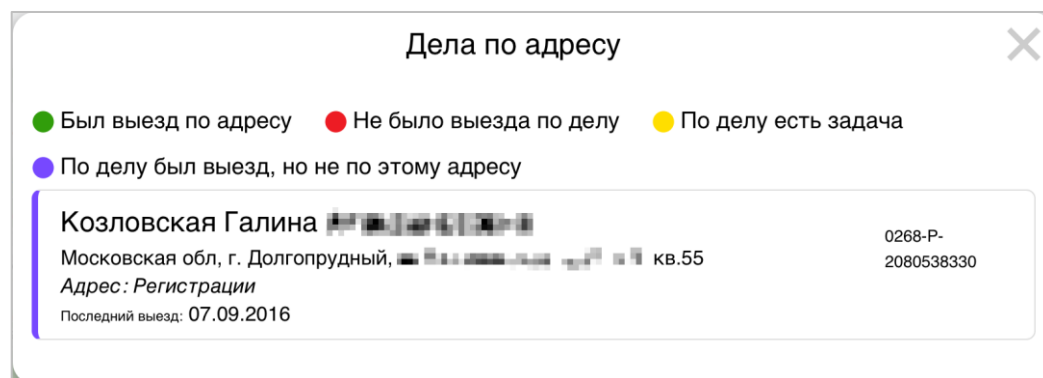 Дела по адресу
Был выезд по адресу Не было выезда по делу По делу есть задача
По делу был выезд, но не по этому адресу
Козловская Галина
Московская обл, г. Долгопрудный, кв.55
Адрес: Регистрации
Последний выезд: 07.09.2016
0268-P-
2080538330